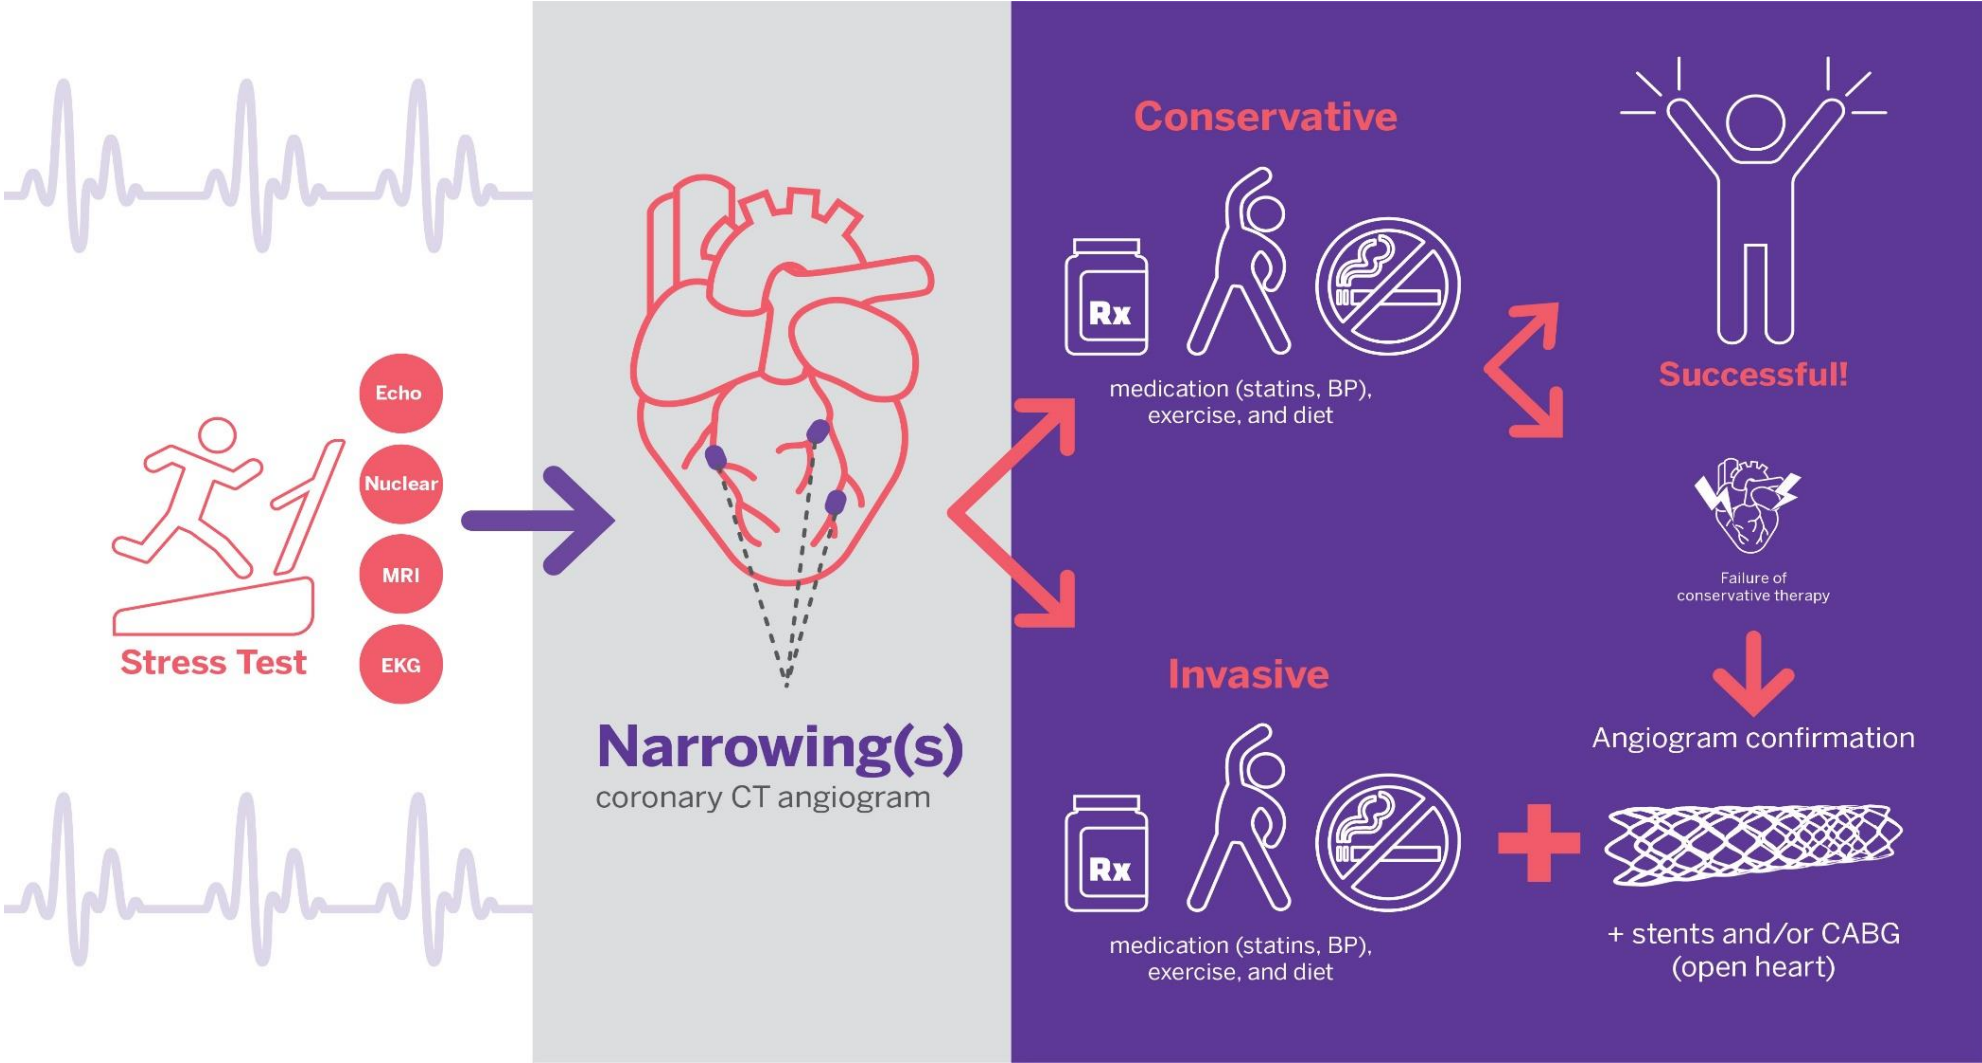 Echo
Nuclear
MRI
EKG
Stress Test
Narrowing(s)
coronary CT angiogram
Conservative
Rx
medication (statins, BP),
exercise, and diet
Successful!
Failure of
conservative therapy
Angiogram confirmation
Invasive
Rx
medication (statins, BP),
exercise, and diet
+ stents and/or CABG
(open heart)